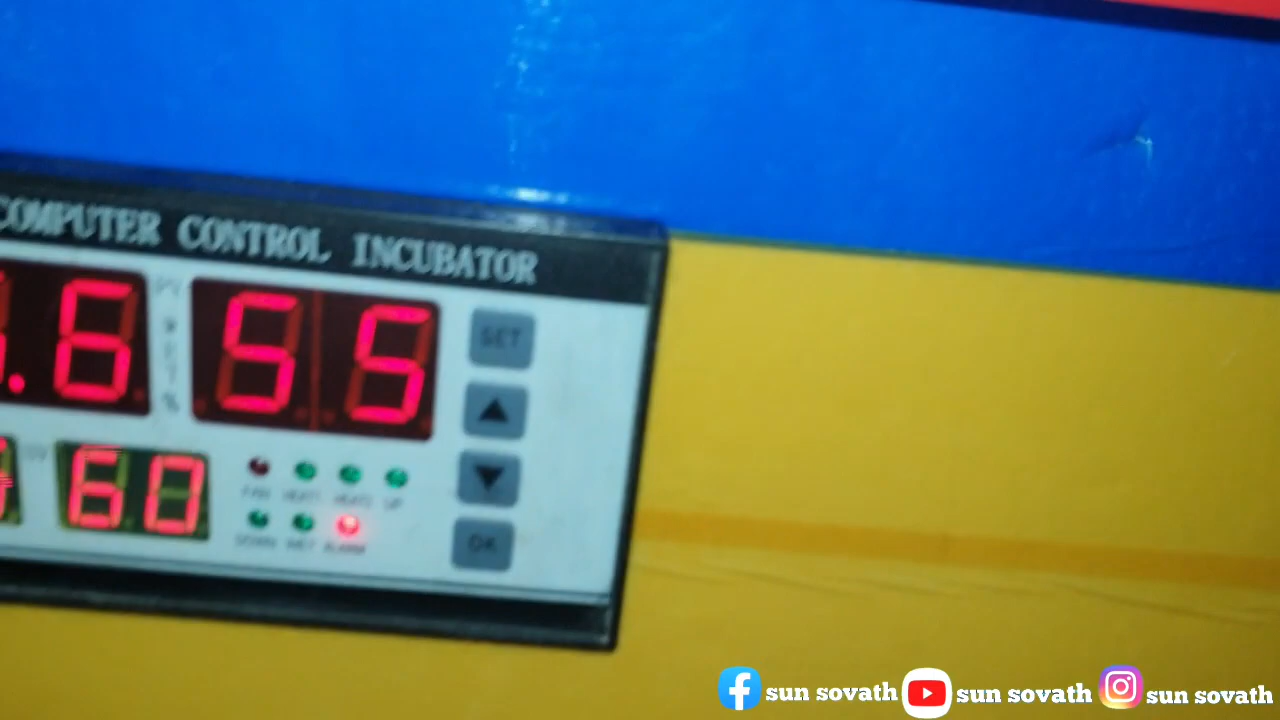 COMPUTER CONTROL INCUBATOR
.6 55
SET
60
FAN HEAT1 HEAT2 UP
DOWN WET ALARM
OK
sun sovath sun sovath sun sovath